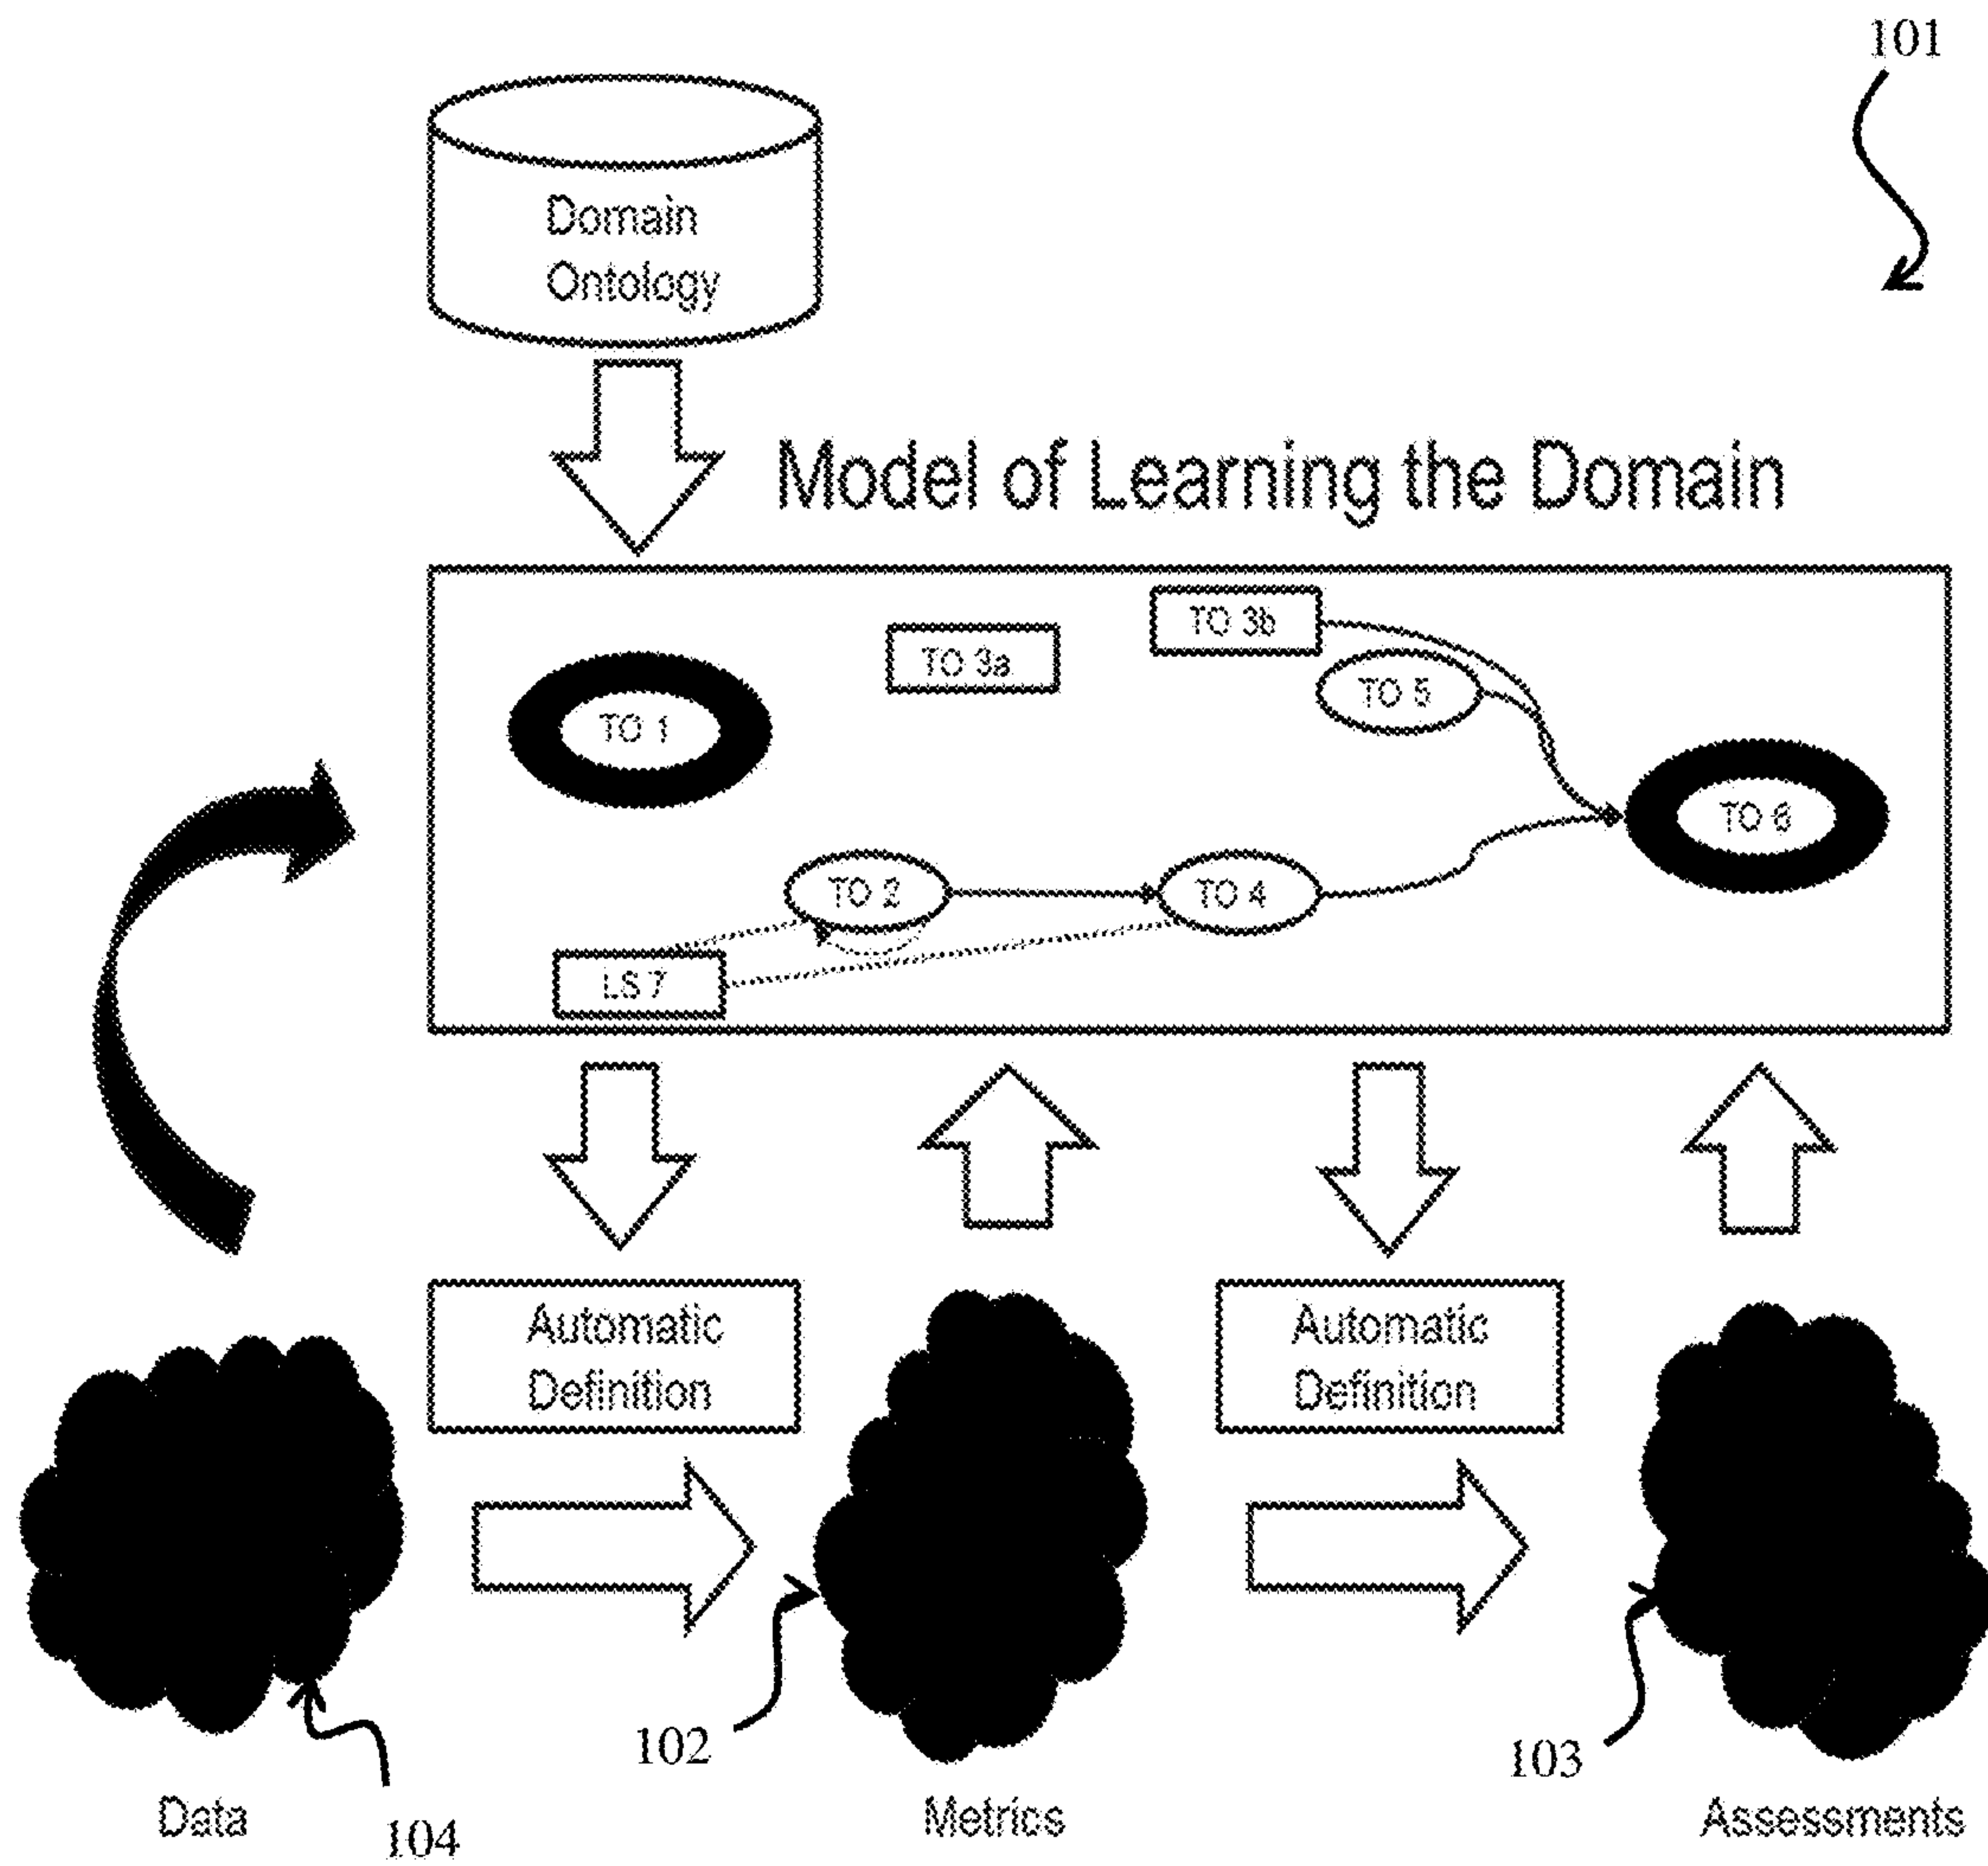 101
Domain
Ontology
Model of Learning the Domain
TO 3b
TO 3a
TO 5
TO 1
TO 6
TO 2
TO 4
LS 7
Automatic
Definition
Automatic
Definition
102
103
Data
104
Metrics
Assessments